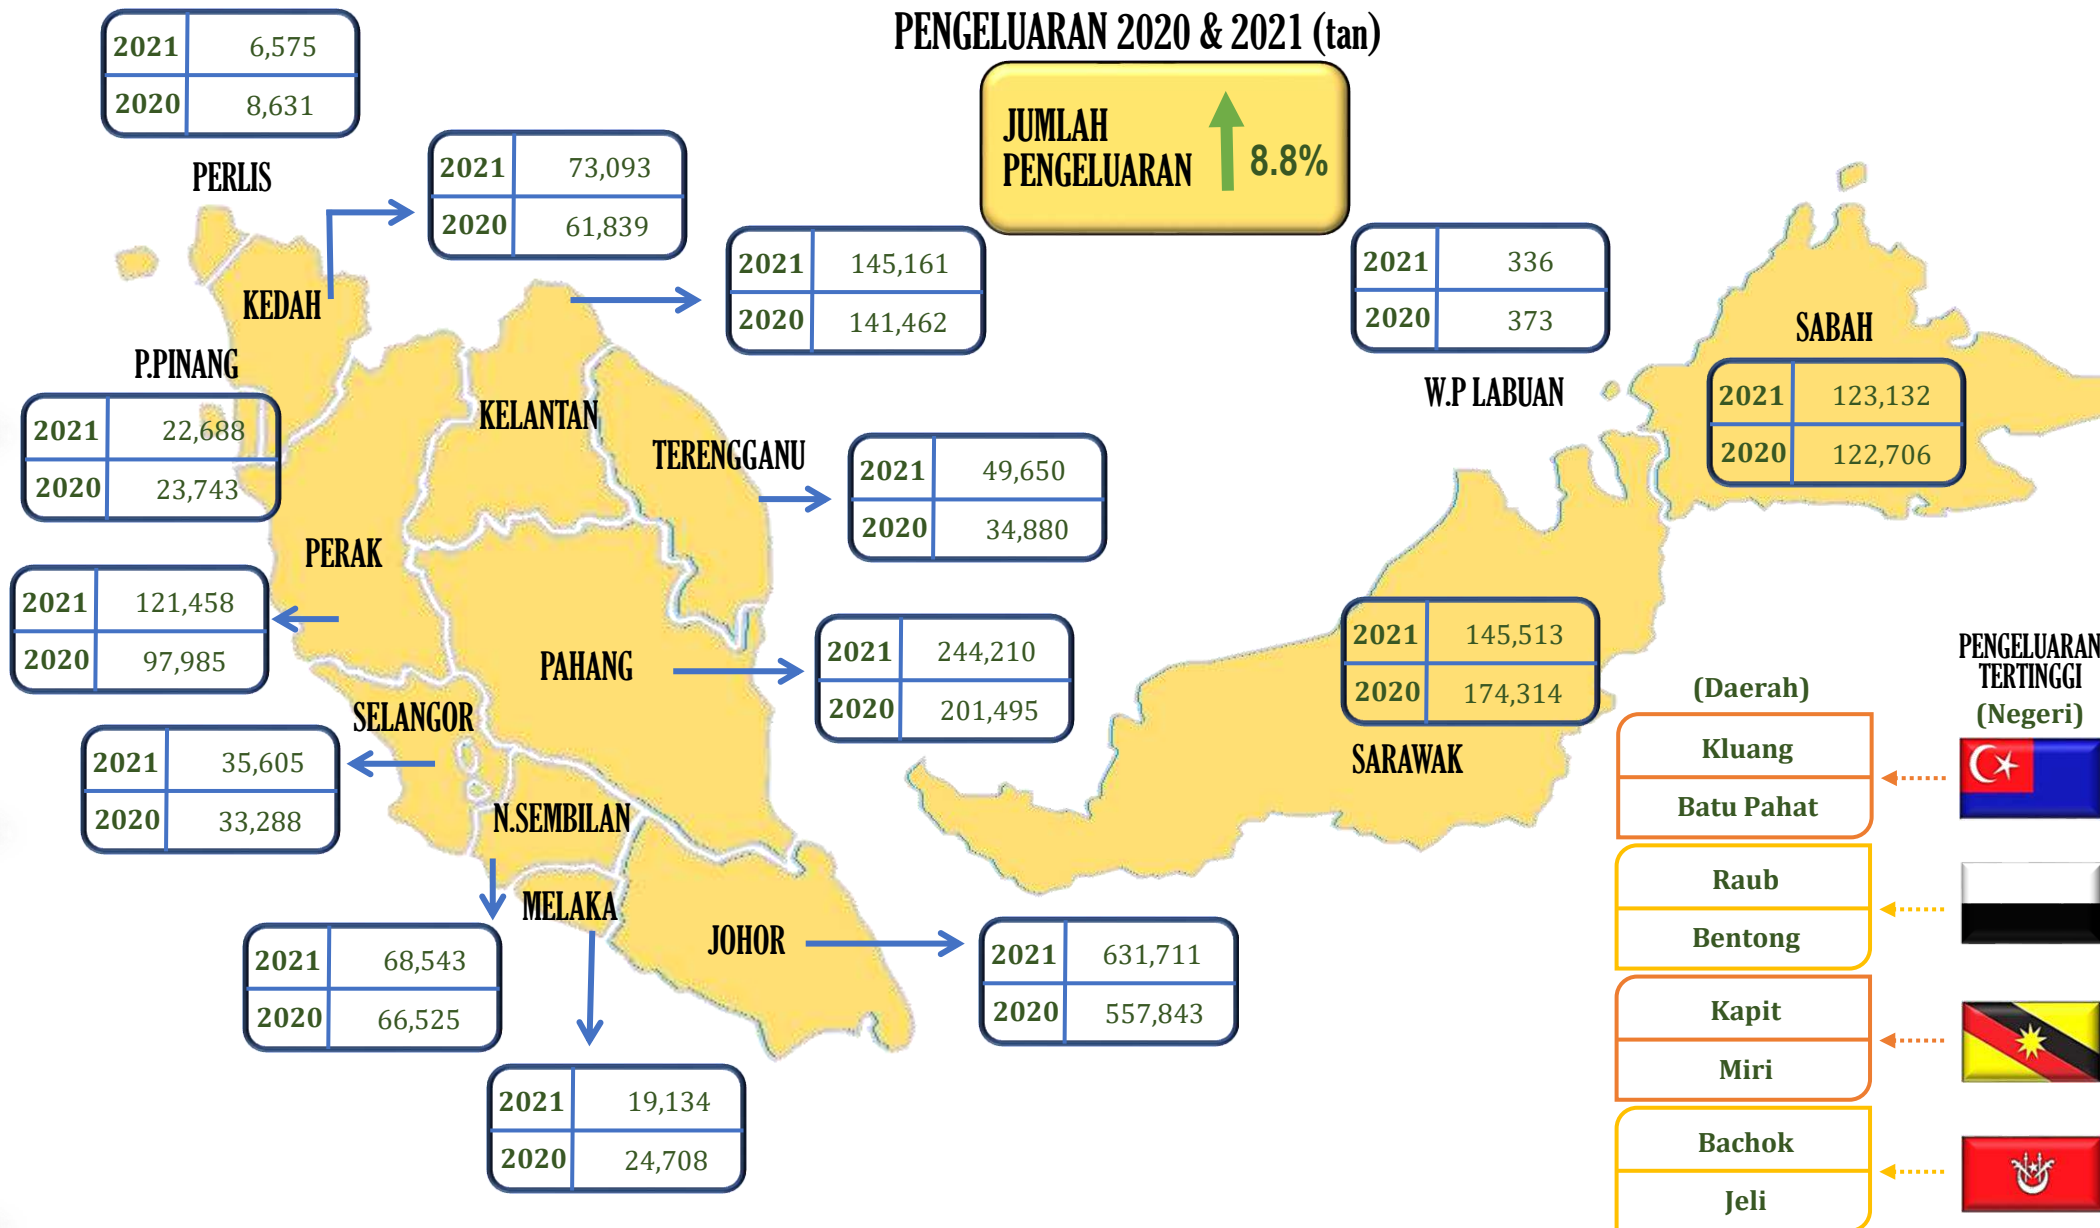 PENGELUARAN 2020 & 2021 (tan)
JUMLAH
PENGELUARAN
8.8%
2021 6,575
2020 8,631
PERLIS
2021 73,093
2020 61,839
KEDAH
2021 145,161
2020 141,462
KELANTAN
P.PINANG
2021 22,688
2020 23,743
TERENGGANU
2021 49,650
2020 34,880
PERAK
2021 121,458
2020 97,985
PAHANG
2021 244,210
2020 201,495
SELANGOR
2021 35,605
2020 33,288
N.SEMBILAN
2021 68,543
2020 66,525
MELAKA
2021 19,134
2020 24,708
JOHOR
2021 631,711
2020 557,843
2021 336
2020 373
W.P LABUAN
SABAH
2021 123,132
2020 122,706
2021 145,513
2020 174,314
SARAWAK
PENGELUARAN
TERTINGGI
(Daerah)
(Negeri)
Kluang
Batu Pahat
Raub
Bentong
Kapit
Miri
Bachok
Jeli